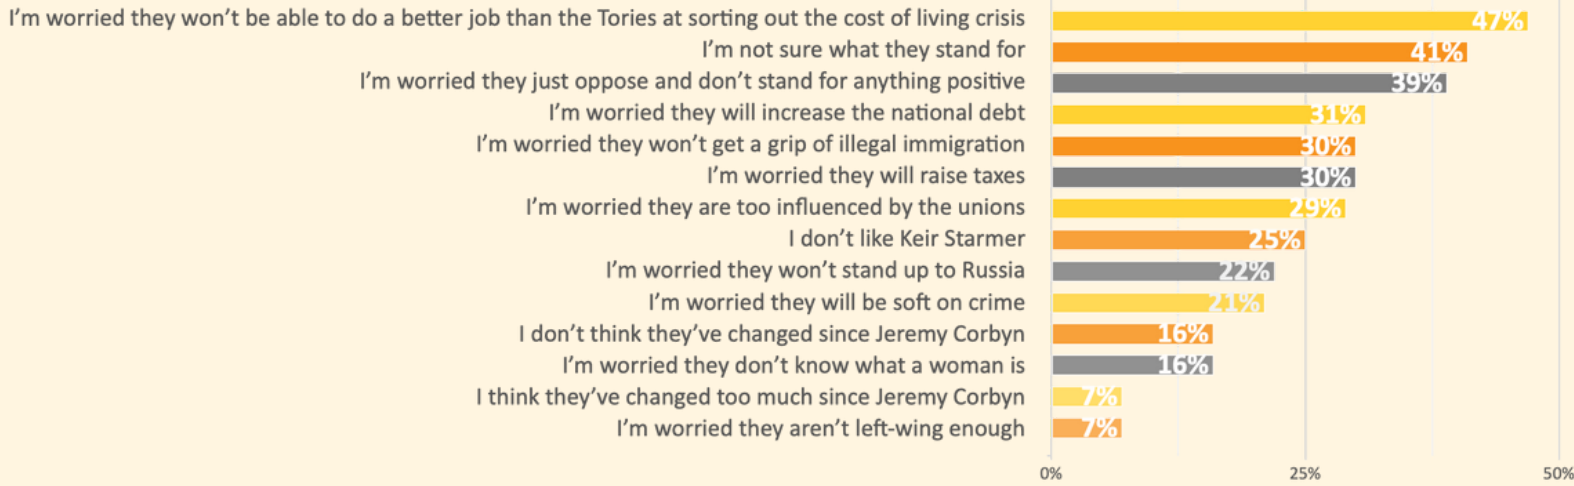 I’m worried they won’t be able to do a better job than the Tories at sorting out the cost of living crisis 47%
I’m not sure what they stand for 41%
I’m worried they just oppose and don’t stand for anything positive 39%
I’m worried they will increase the national debt 31%
I’m worried they won’t get a grip of illegal immigration 30%
I’m worried they will raise taxes 30%
I’m worried they are too influenced by the unions 29%
I don’t like Keir Starmer 25%
I’m worried they won’t stand up to Russia 22%
I’m worried they will be soft on crime 21%
I don’t think they’ve changed since Jeremy Corbyn 16%
I’m worried they don’t know what a woman is 16%
I think they’ve changed too much since Jeremy Corbyn 7%
I’m worried they aren’t left-wing enough 7%
0% 25% 50%